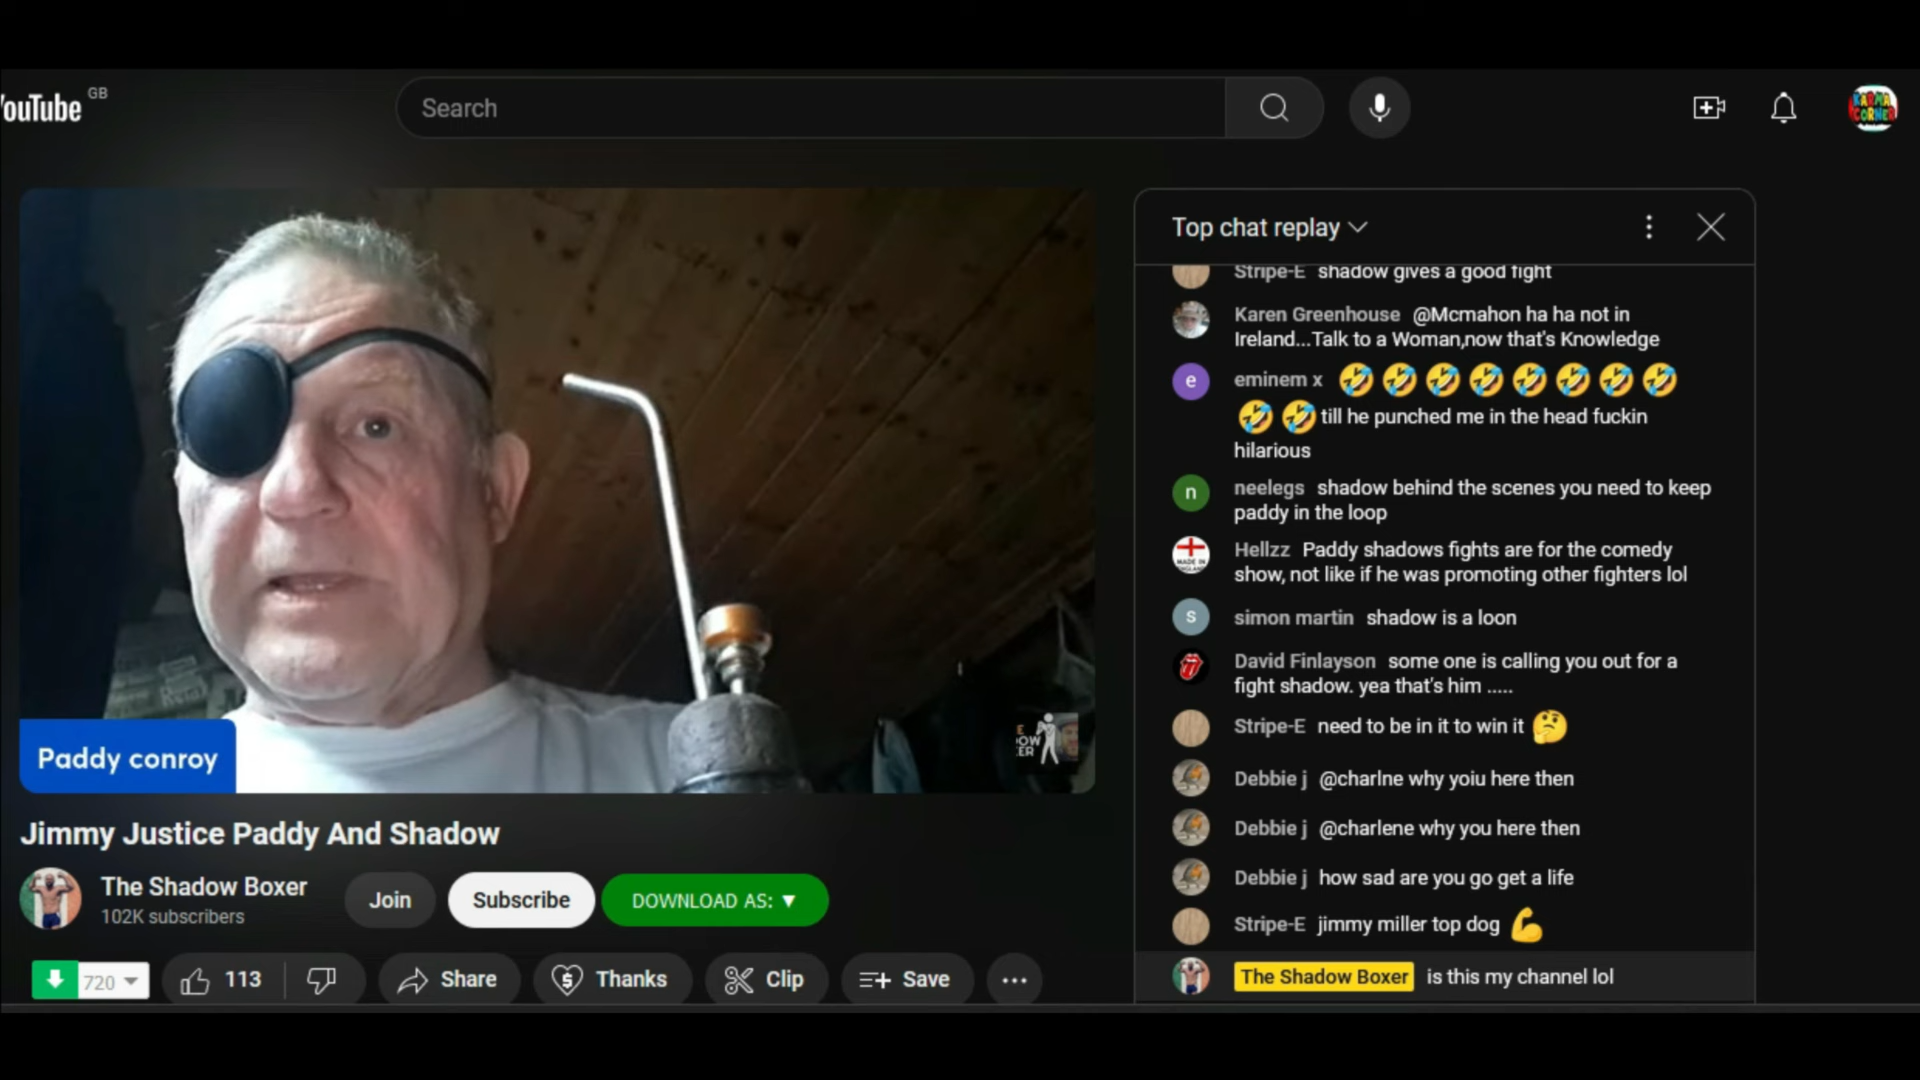 YouTube GB
Search
KARMA
CORNER
Paddy conroy
Jimmy Justice Paddy And Shadow
The Shadow Boxer
102K subscribers
Join
Subscribe
DOWNLOAD AS: ▼
720
113
Share
Thanks
Clip
Save
Top chat replay
Stripe-E shadow gives a good fight
Karen Greenhouse @Mcmahon ha ha not in
Ireland...Talk to a Woman,now that's Knowledge
e
eminem x 🤣🤣🤣🤣🤣🤣🤣🤣
🤣🤣till he punched me in the head fuckin
hilarious
n
neelegs shadow behind the scenes you need to keep
paddy in the loop
MADE IN
ENGLAND
Hellzz Paddy shadows fights are for the comedy
show, not like if he was promoting other fighters lol
s
simon martin shadow is a loon
David Finlayson some one is calling you out for a
fight shadow. yea that's him .....
Stripe-E need to be in it to win it 🤔
Debbie j @charlne why yoiu here then
Debbie j @charlene why you here then
Debbie j how sad are you go get a life
Stripe-E jimmy miller top dog 💪
The Shadow Boxer is this my channel lol